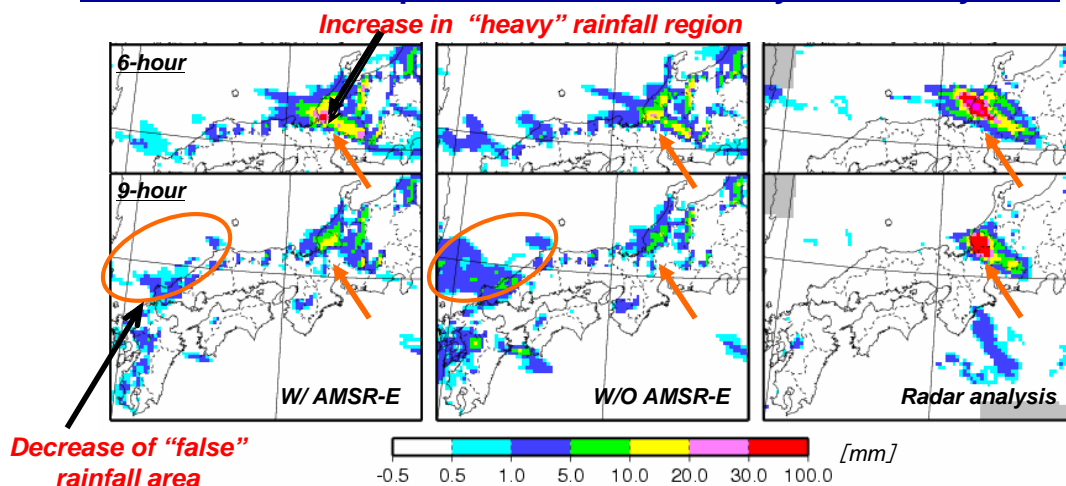 Increase in “heavy” rainfall region
6-hour
9-hour
W/ AMSR-E
W/O AMSR-E
Radar analysis
Decrease of “false”
rainfall area
-0.5 0.5 1.0 5.0 10.0 20.0 30.0 100.0 [mm]